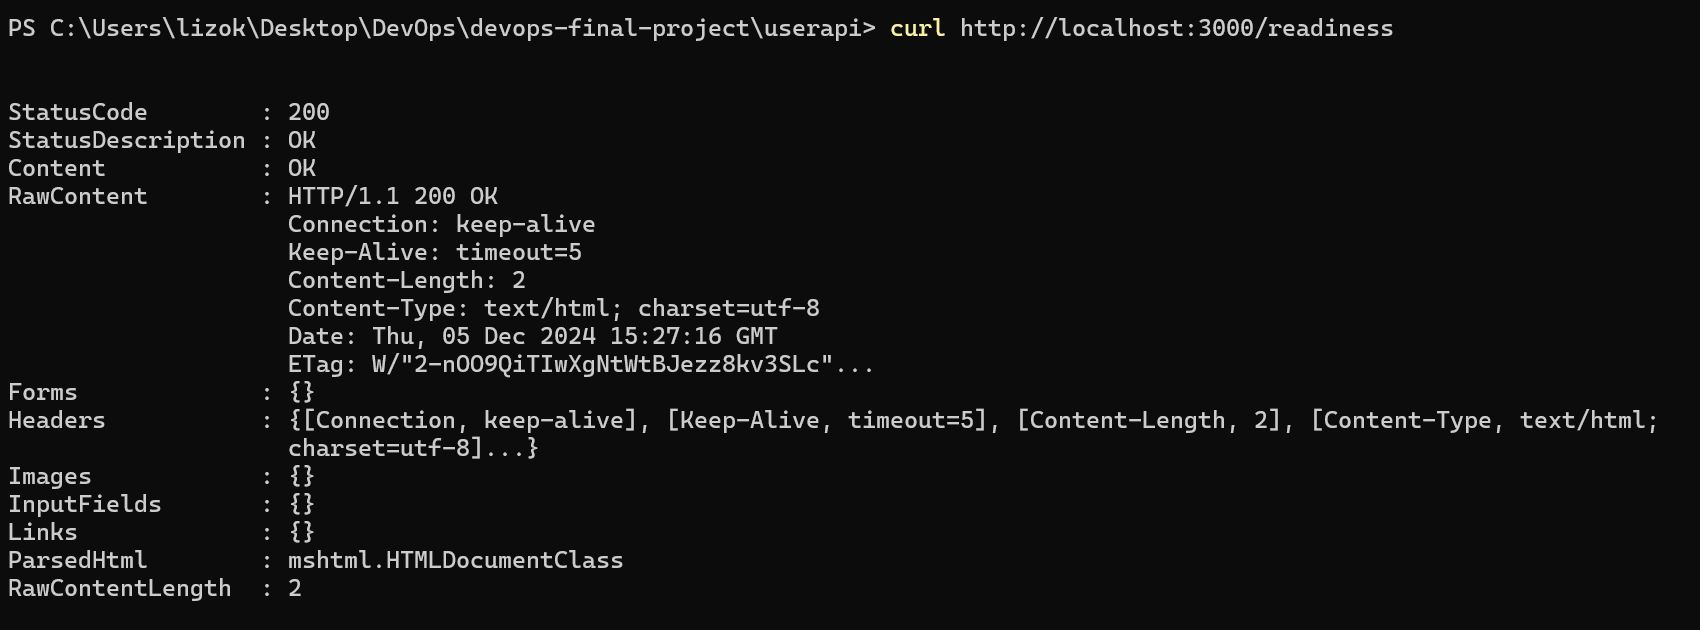 PS C:\Users\lizok\Desktop\DevOps\devops-final-project\userapi> curl http://localhost:3000/readiness
StatusCode        : 200
StatusDescription : OK
Content           : OK
RawContent        : HTTP/1.1 200 OK
                    Connection: keep-alive
                    Keep-Alive: timeout=5
                    Content-Length: 2
                    Content-Type: text/html; charset=utf-8
                    Date: Thu, 05 Dec 2024 15:27:16 GMT
                    ETag: W/"2-nOO9QiTIwXgNtWtBJezz8kv3SLc"...
Forms             : {}
Headers           : {[Connection, keep-alive], [Keep-Alive, timeout=5], [Content-Length, 2], [Content-Type, text/html;
                    charset=utf-8]...}
Images            : {}
InputFields       : {}
Links             : {}
ParsedHtml        : mshtml.HTMLDocumentClass
RawContentLength  : 2